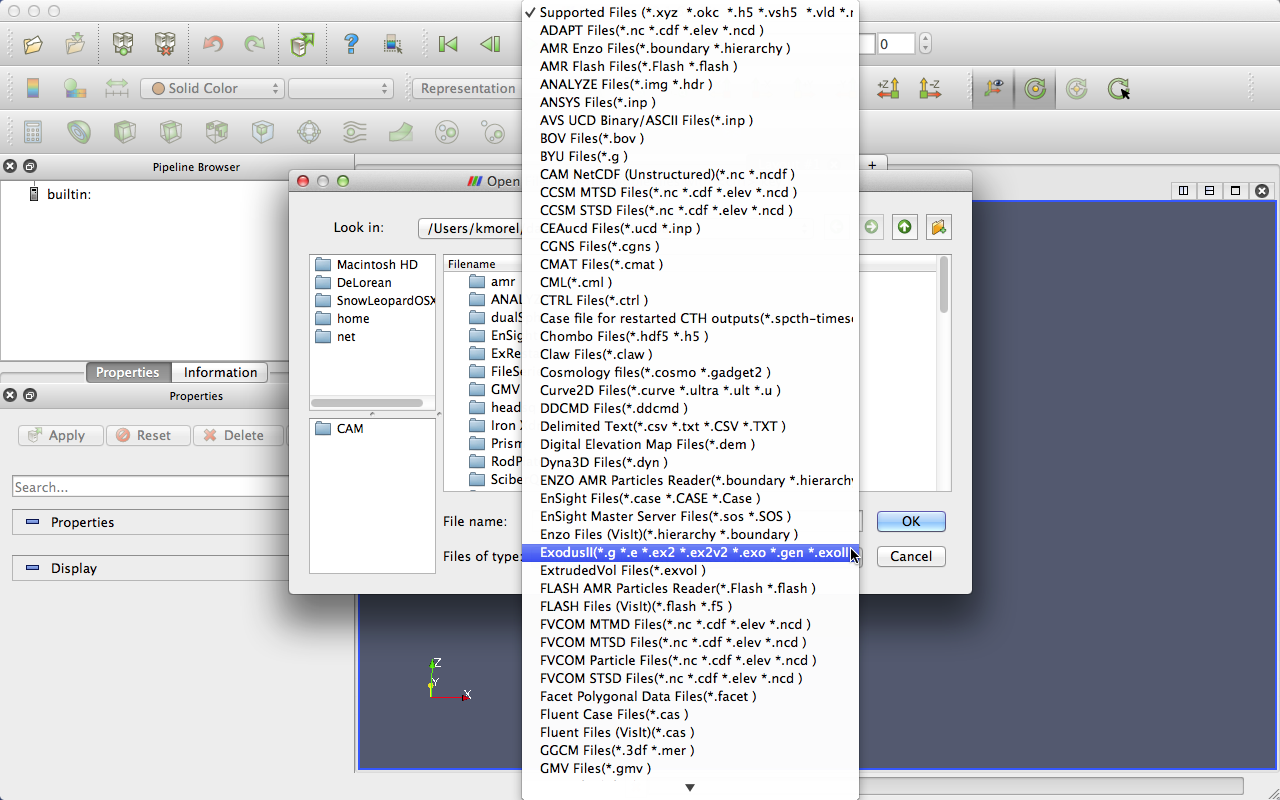 0
Solid Color
Representation
+Z
-Z
Pipeline Browser
+
builtin:
Open
Look in:
/Users/kmorel/
Macintosh HD
DeLorean
SnowLeopardOSX
home
net
CAM
Filename
amr
ANAL
dualS
EnSig
ExRe
FileSe
GMV
head
Iron X
Prism
RodP
Scibe
File name:
Files of type:
OK
Cancel
Properties
Information
Properties
Apply
Reset
Delete
Search...
Properties
Display
Z
Y
X
Supported Files (*.xyz *.okc *.h5 *.vsh5 *.vld
ADAPT Files(*.nc *.cdf *.elev *.ncd )
AMR Enzo Files(*.boundary *.hierarchy )
AMR Flash Files(*.Flash *.flash )
ANALYZE Files(*.img *.hdr )
ANSYS Files(*.inp )
AVS UCD Binary/ASCII Files(*.inp )
BOV Files(*.bov )
BYU Files(*.g )
CAM NetCDF (Unstructured)(*.nc *.ncdf )
CCSM MTSD Files(*.nc *.cdf *.elev *.ncd )
CCSM STSD Files(*.nc *.cdf *.elev *.ncd )
CEAucd Files(*.ucd *.inp )
CGNS Files(*.cgns )
CMAT Files(*.cmat )
CML(*.cml )
CTRL Files(*.ctrl )
Case file for restarted CTH outputs(*.spcth-timese
Chombo Files(*.hdf5 *.h5 )
Claw Files(*.claw )
Cosmology files(*.cosmo *.gadget2 )
Curve2D Files(*.curve *.ultra *.ult *.u )
DDCMD Files(*.ddcmd )
Delimited Text(*.csv *.txt *.CSV *.TXT )
Digital Elevation Map Files(*.dem )
Dyna3D Files(*.dyn )
ENZO AMR Particles Reader(*.boundary *.hierarchy
EnSight Files(*.case *.CASE *.Case )
EnSight Master Server Files(*.sos *.SOS )
Enzo Files (VisIt)(*.hierarchy *.boundary )
ExodusII(*.g *.e *.ex2 *.ex2v2 *.exo *.gen *.exoII
ExtrudedVol Files(*.exvol )
FLASH AMR Particles Reader(*.Flash *.flash )
FLASH Files (VisIt)(*.flash *.f5 )
FVCOM MTMD Files(*.nc *.cdf *.elev *.ncd )
FVCOM MTSD Files(*.nc *.cdf *.elev *.ncd )
FVCOM Particle Files(*.nc *.cdf *.elev *.ncd )
FVCOM STSD Files(*.nc *.cdf *.elev *.ncd )
Facet Polygonal Data Files(*.facet )
Fluent Case Files(*.cas )
Fluent Files (VisIt)(*.cas )
GGCM Files(*.3df *.mer )
GMV Files(*.gmv )